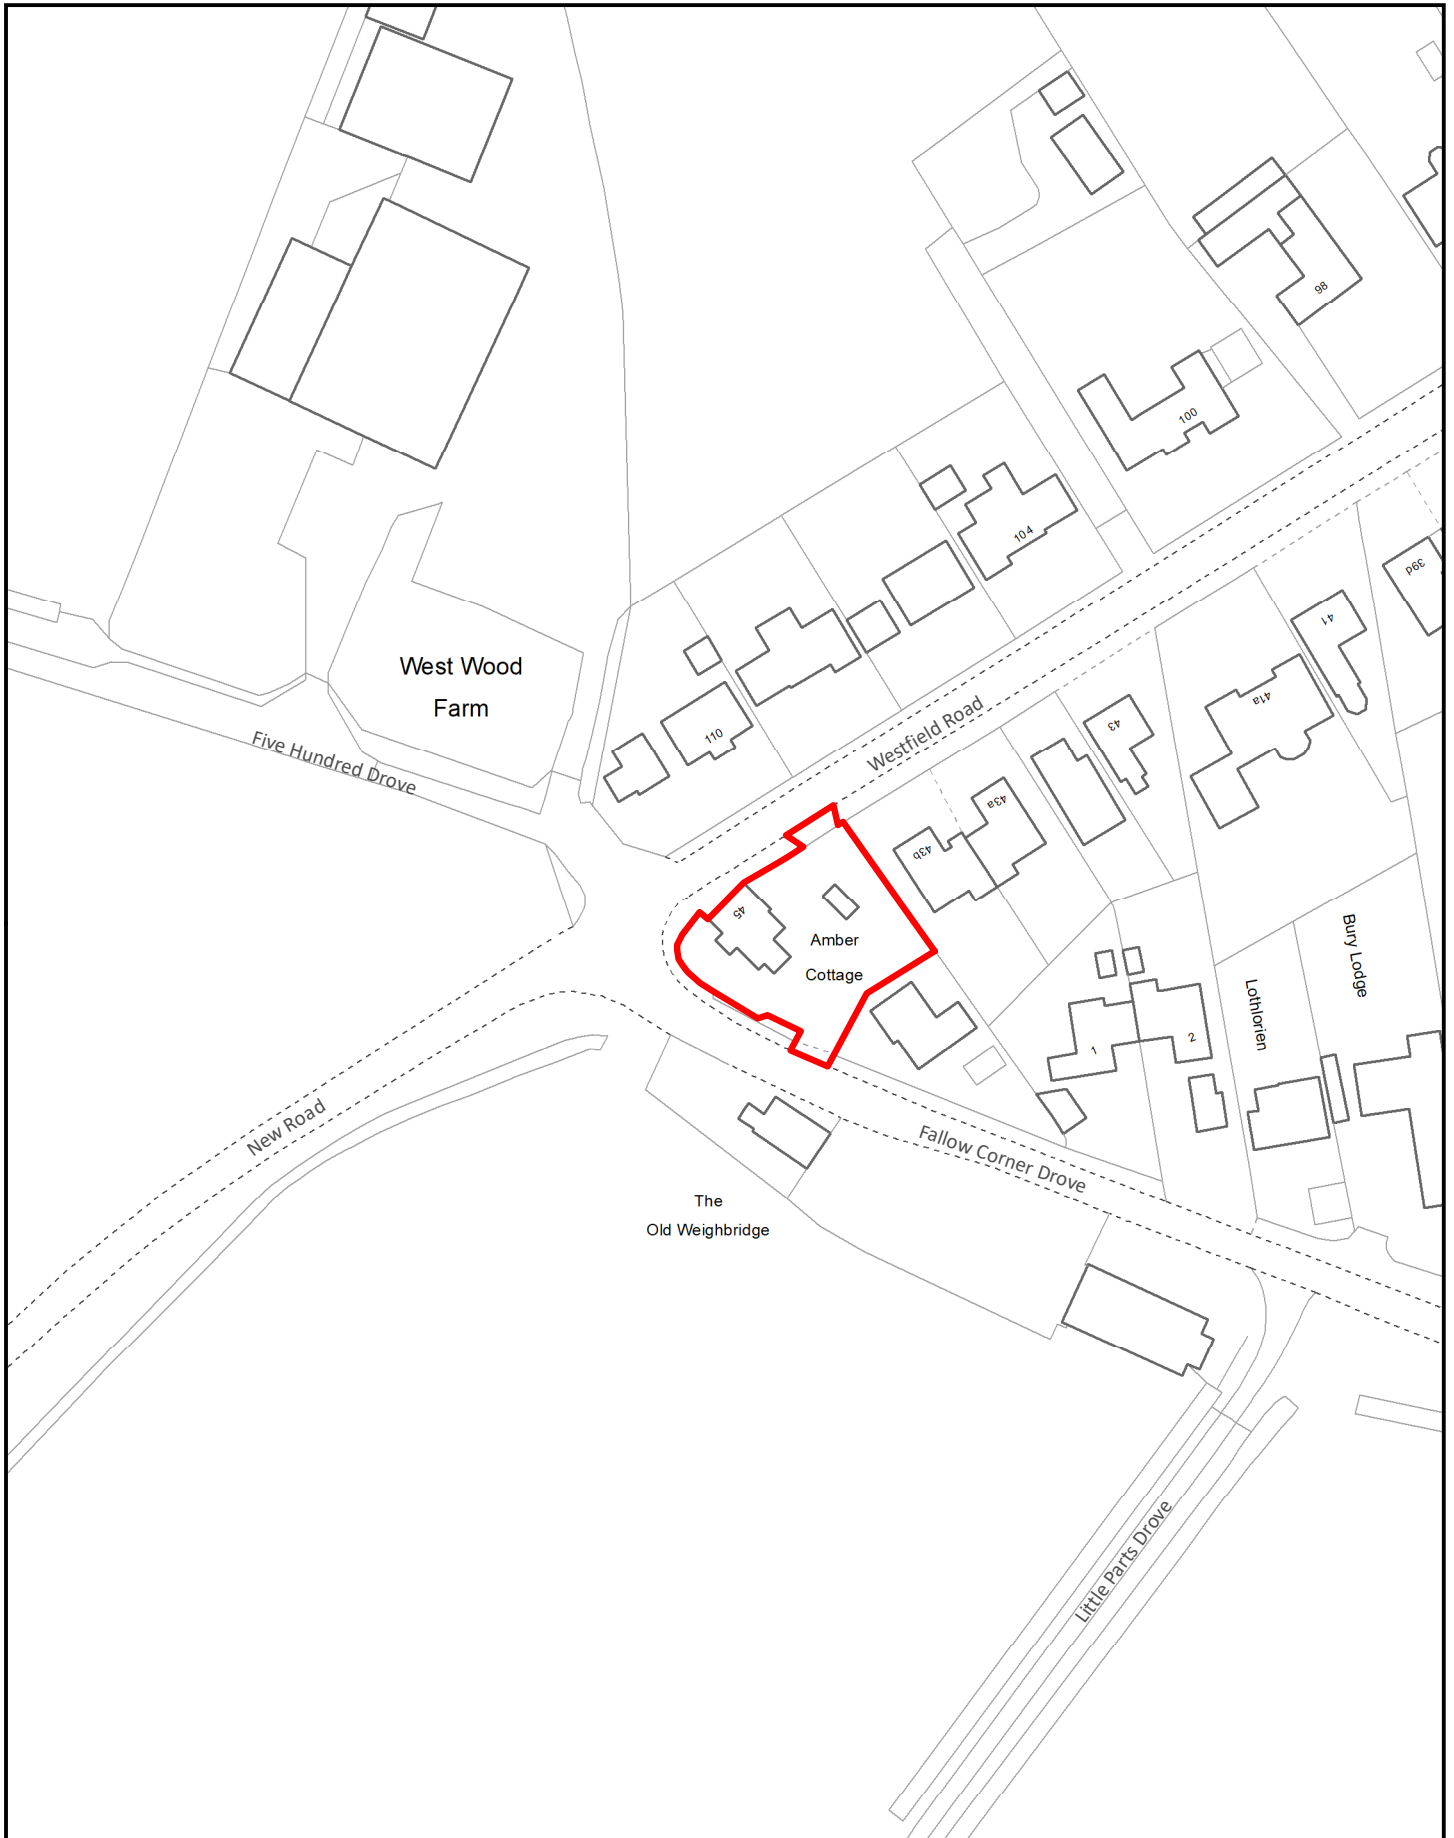 98
100
104
39d
41
41a
West Wood
Farm
Westfield Road
43
110
Five Hundred Drove
43a
43b
45
Amber
Cottage
Bury Lodge
Lothlorien
1
2
New Road
Fallow Corner Drove
The
Old Weighbridge
Little Parts Drove